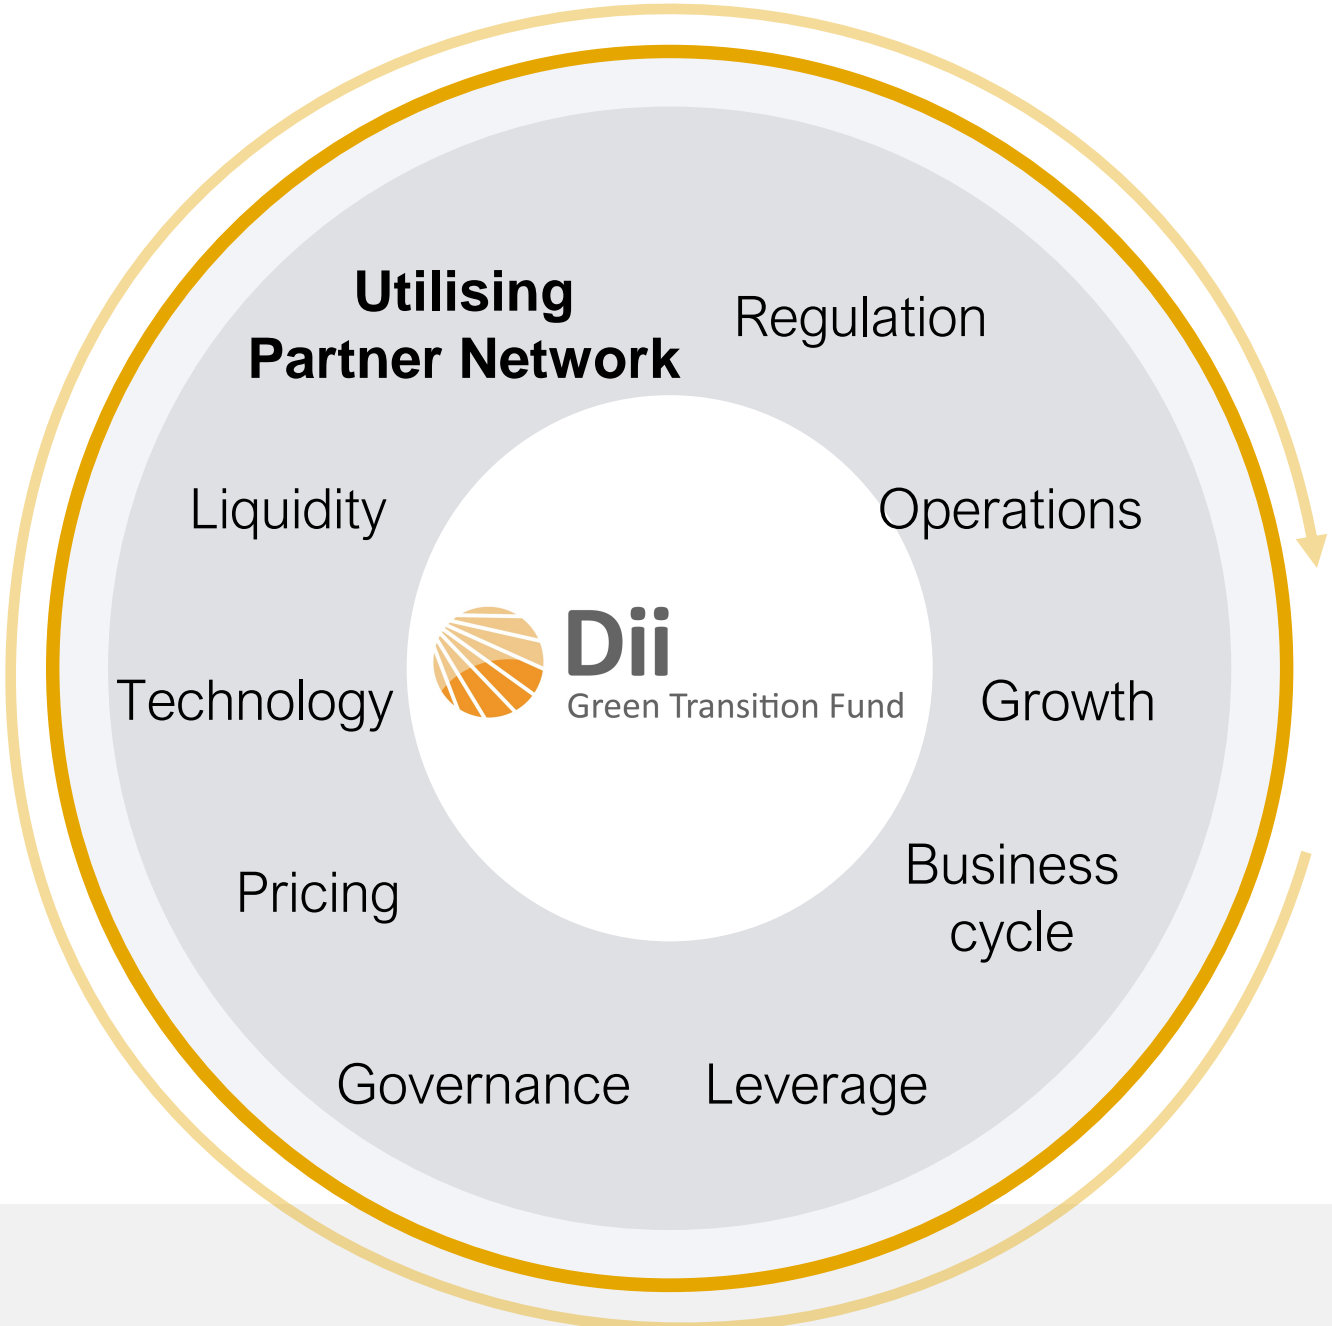 Utilising
Partner Network
Regulation
Liquidity
Operations
Dii
Green Transition Fund
Technology
Growth
Pricing
Business
cycle
Governance
Leverage